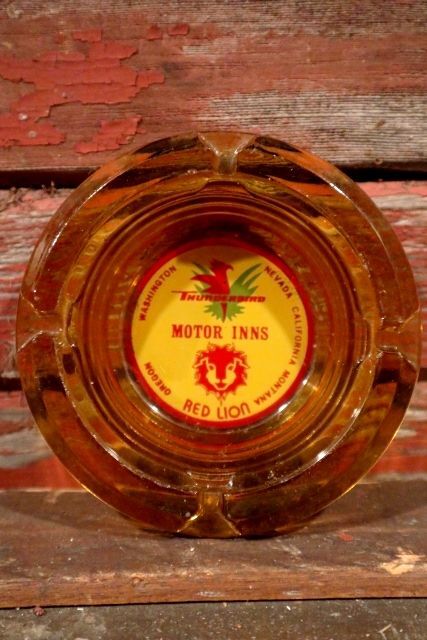 THUNDERBIRD
MOTOR INNS
RED LION
WASHINGTON
OREGON
NEVADA CALIFORNIA MONTANA